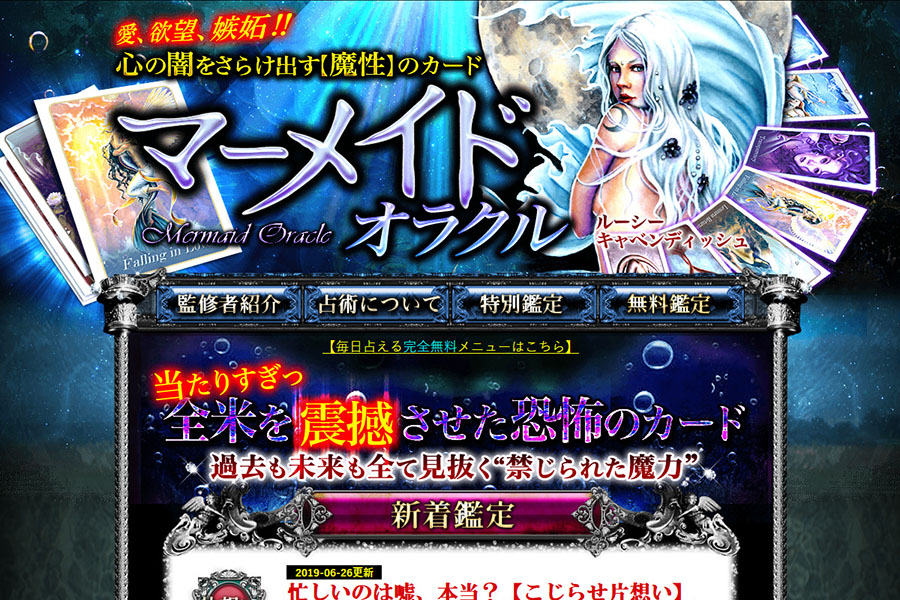 愛、欲望、嫉妬!!
心の闇をさらけ出す【魔性】のカード
マーメイド
オラクル
Mermaid Oracle
Falling in Lo
ルーシー
キャベンディッシュ
監修者紹介 占術について 特別鑑定 無料鑑定
【毎日占える完全無料メニューはこちら】
当たりすぎっ
全米を震撼させた恐怖のカード
過去も未来も全て見抜く“禁じられた魔力”
新着鑑定
2019-06-26更新
忙しいのは嘘、本当?【こじらせ片想い】